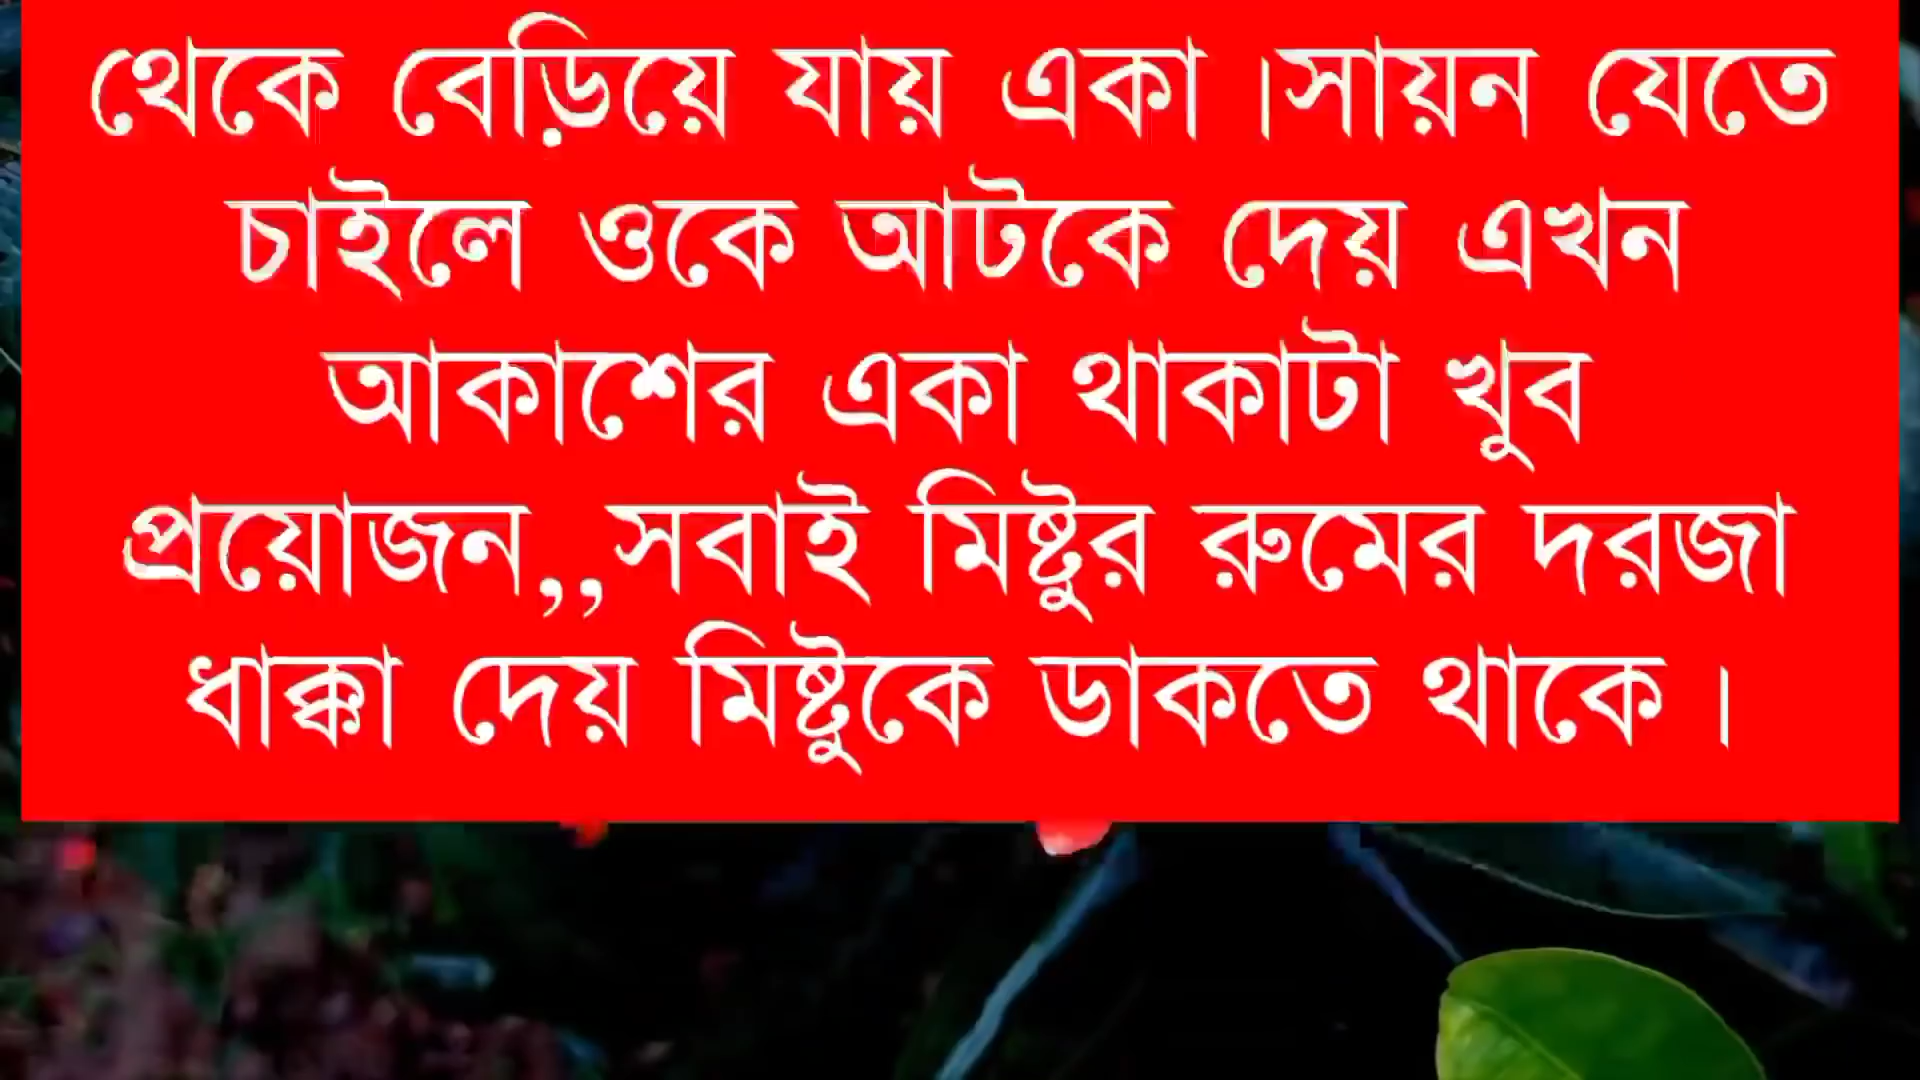 থেকে বেড়িয়ে যায় একা।সায়ন যেতে
চাইলে ওকে আটকে দেয় এখন
আকাশের একা থাকাটা খুব
প্রয়োজন,,সবাই মিষ্টুর রুমের দরজা
ধাক্কা দেয় মিষ্টুকে ডাকতে থাকে।